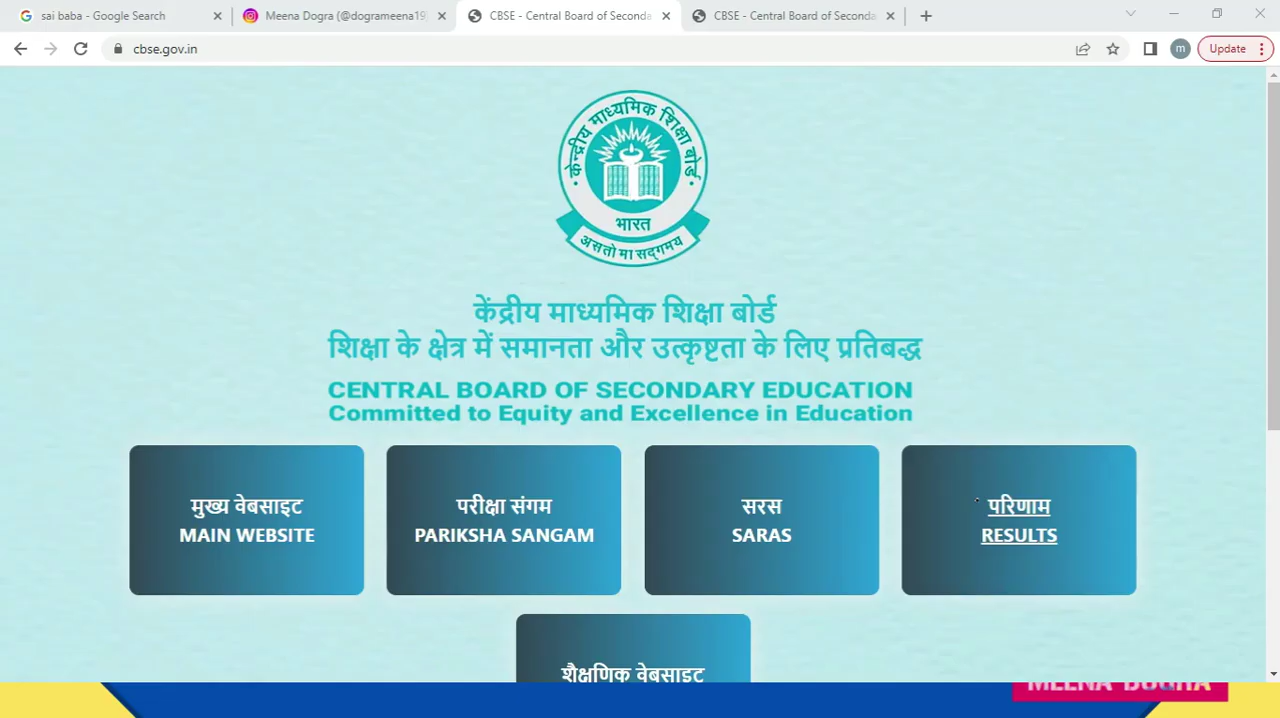 sai baba - Google Search
Meena Dogra (@dogrameena19
CBSE - Central Board of Seconda
CBSE - Central Board of Seconda
cbse.gov.in
m
Update
केन्द्रीय माध्यमिक शिक्षा बोर्ड
भारत
असतो मा सद्गमय
केंद्रीय माध्यमिक शिक्षा बोर्ड
शिक्षा के क्षेत्र में समानता और उत्कृष्टता के लिए प्रतिबद्ध
CENTRAL BOARD OF SECONDARY EDUCATION
Committed to Equity and Excellence in Education
मुख्य वेबसाइट
MAIN WEBSITE
परीक्षा संगम
PARIKSHA SANGAM
सरस
SARAS
परिणाम
RESULTS
शैक्षणिक वेबसाइट
MEENA DOGRA